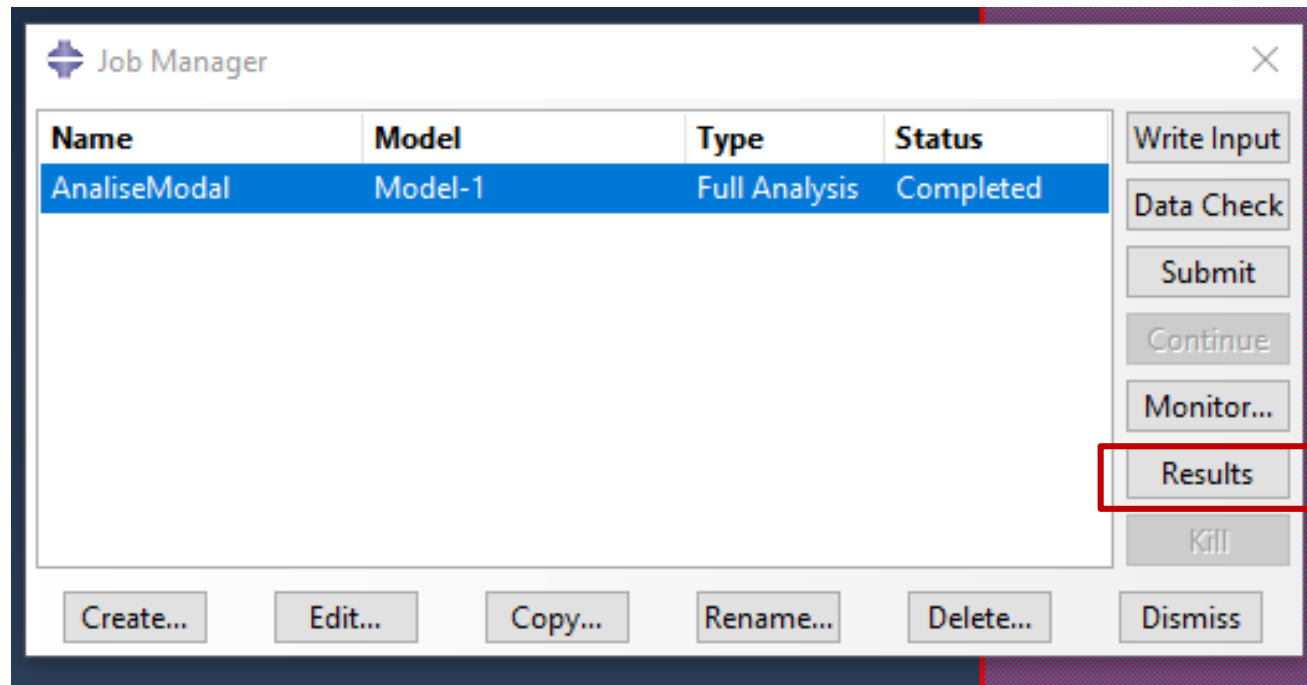 Job Manager
Name Model Type Status
AnaliseModal Model-1 Full Analysis Completed
Write Input
Data Check
Submit
Continue
Monitor...
Results
Kill
Create... Edit... Copy... Rename... Delete... Dismiss